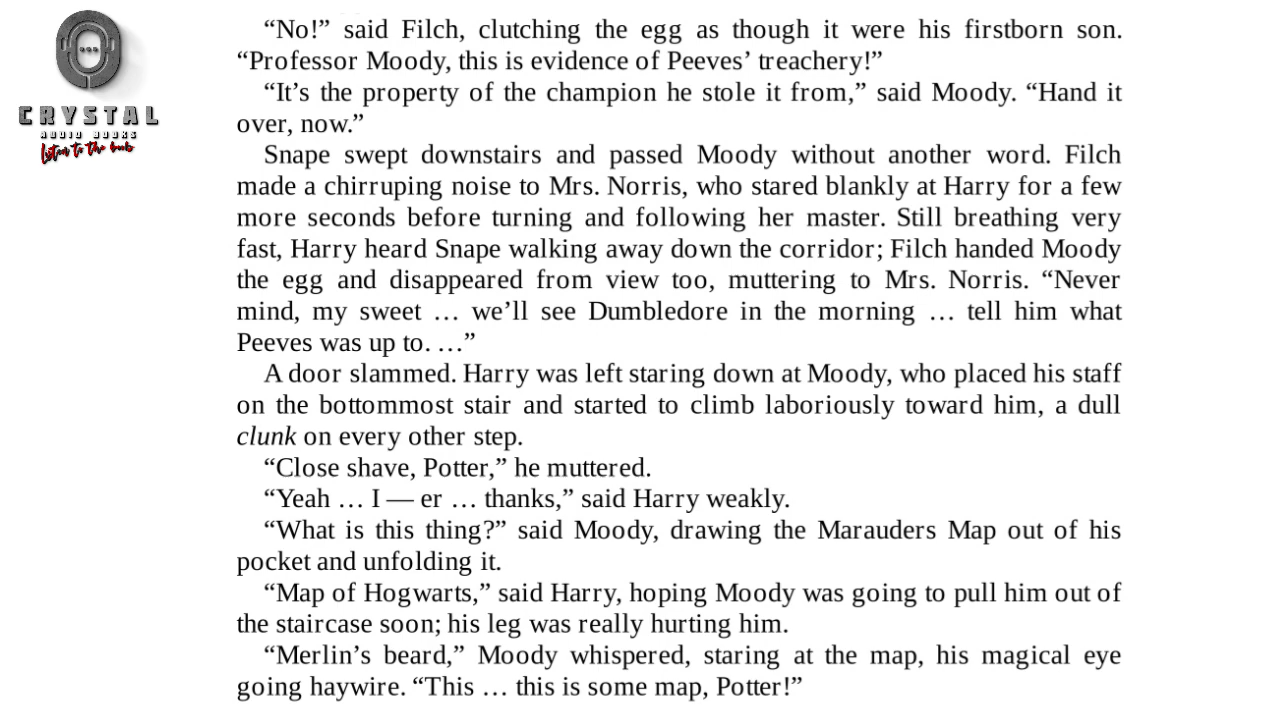 CRYSTAL
AUDIO BOOKS
Listen to the book
“No!” said Filch, clutching the egg as though it were his firstborn son.
“Professor Moody, this is evidence of Peeves’ treachery!”
“It’s the property of the champion he stole it from,” said Moody. “Hand it
over, now.”
Snape swept downstairs and passed Moody without another word. Filch
made a chirruping noise to Mrs. Norris, who stared blankly at Harry for a few
more seconds before turning and following her master. Still breathing very
fast, Harry heard Snape walking away down the corridor; Filch handed Moody
the egg and disappeared from view too, muttering to Mrs. Norris. “Never
mind, my sweet … we’ll see Dumbledore in the morning … tell him what
Peeves was up to. …”
A door slammed. Harry was left staring down at Moody, who placed his staff
on the bottommost stair and started to climb laboriously toward him, a dull
clunk on every other step.
“Close shave, Potter,” he muttered.
“Yeah … I — er … thanks,” said Harry weakly.
“What is this thing?” said Moody, drawing the Marauders Map out of his
pocket and unfolding it.
“Map of Hogwarts,” said Harry, hoping Moody was going to pull him out of
the staircase soon; his leg was really hurting him.
“Merlin’s beard,” Moody whispered, staring at the map, his magical eye
going haywire. “This … this is some map, Potter!”